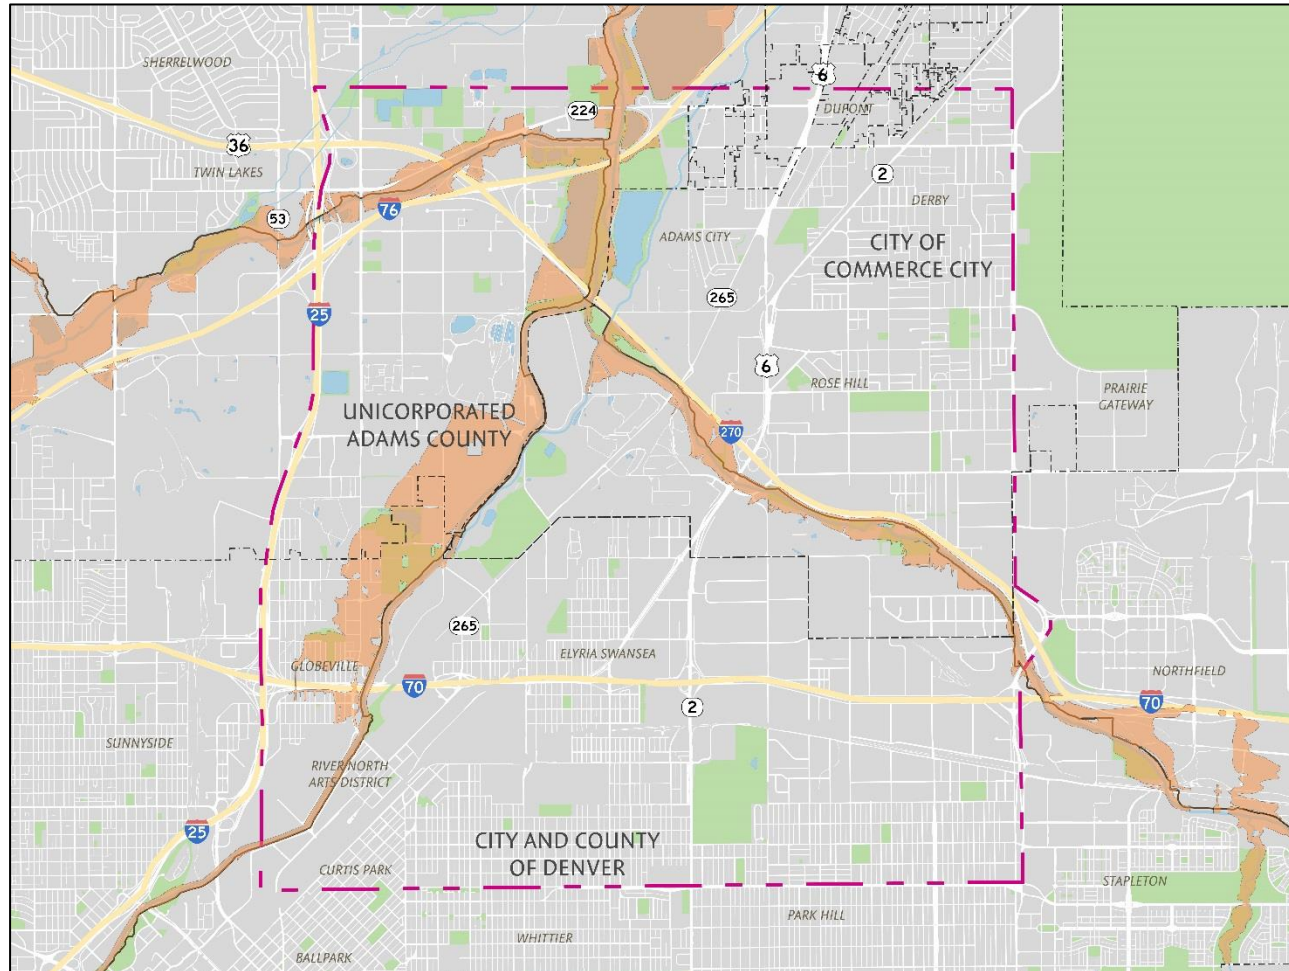 SHERRELWOOD
6
DUPONT
224
36
TWIN LAKES
2
DERBY
76
53
ADAMS CITY
CITY OF
COMMERCE CITY
265
25
6
ROSE HILL
PRAIRIE
GATEWAY
UNICORPORATED
ADAMS COUNTY
270
265
ELYRIA SWANSEA
GLOBEVILLE
NORTHFIELD
70
2
70
SUNNYSIDE
RIVER NORTH
ARTS DISTRICT
25
CITY AND COUNTY
OF DENVER
CURTIS PARK
STAPLETON
PARK HILL
WHITTIER
BALLPARK